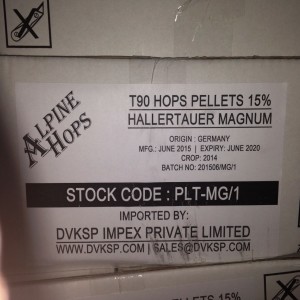 ALPINE HOPS
T90 HOPS PELLETS 15%
HALLERTAUER MAGNUM
ORIGIN : GERMANY
MFG.: JUNE 2015 | EXPIRY: JUNE 2020
CROP: 2014
BATCH NO: 201506/MG/1
STOCK CODE : PLT-MG/1
IMPORTED BY:
DVKSP IMPEX PRIVATE LIMITED
WWW.DVKSP.COM | SALES@DVKSP.COM
PELLETS 15%